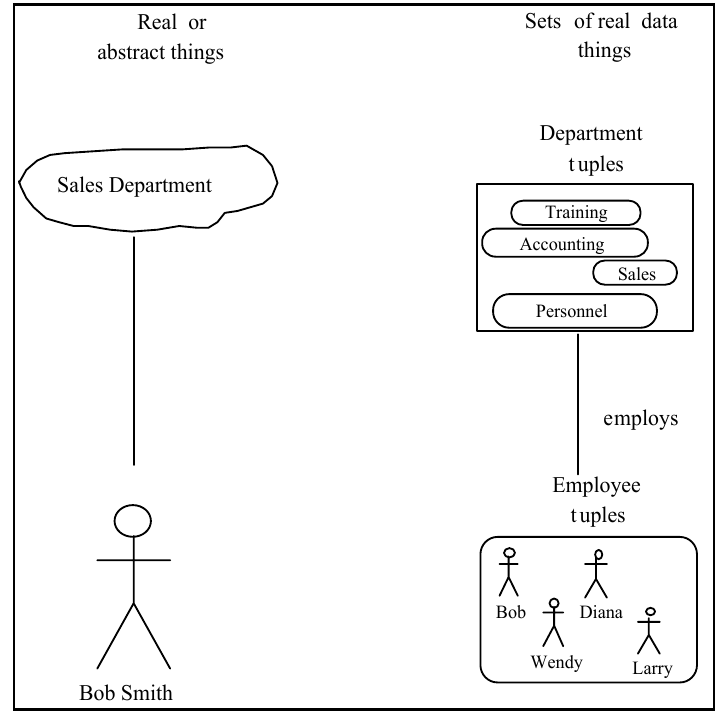 Real or
abstract things
Sales Department
Bob Smith
Sets of real data
things
Department
tuples
Training
Accounting
Sales
Personnel
employs
Employee
tuples
Bob
Diana
Wendy
Larry